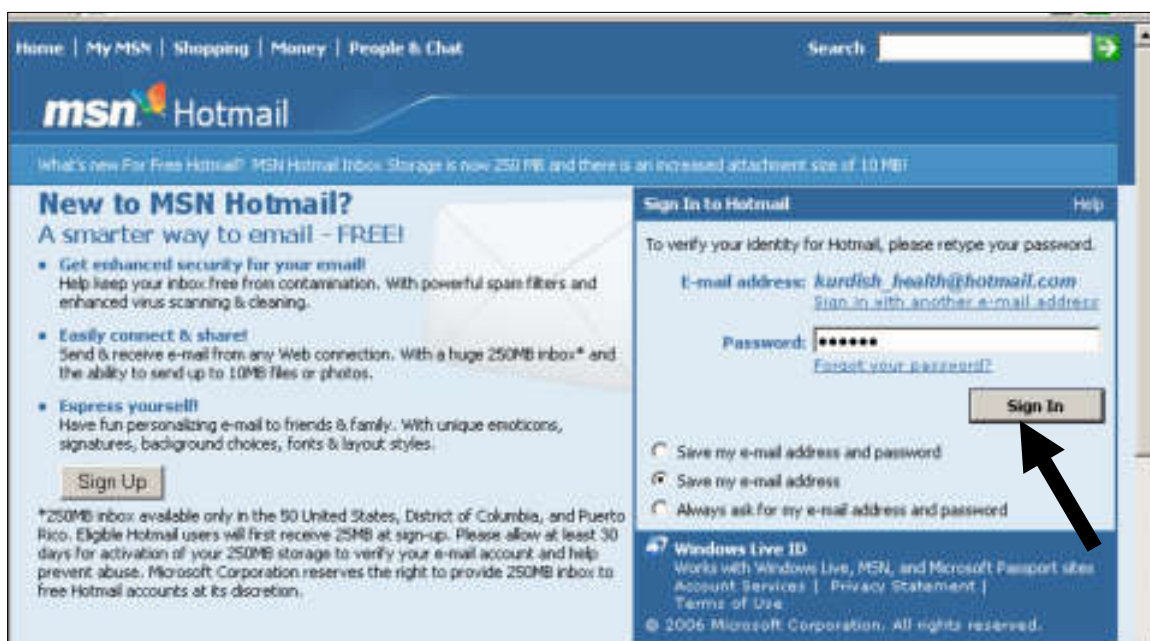 Home | My MSN | Shopping | Money | People & Chat
Search
msn Hotmail
What's new For Free Hotmail? MSN Hotmail Inbox Storage is now 250 MB and there is an increased attachment size of 10 MB!
New to MSN Hotmail?
A smarter way to email - FREE!
• Get enhanced security for your email!
Help keep your inbox free from contamination. With powerful spam filters and
enhanced virus scanning & cleaning.
• Easily connect & share!
Send & receive e-mail from any Web connection. With a huge 250MB inbox* and
the ability to send up to 10MB files or photos.
• Express yourself!
Have fun personalizing e-mail to friends & family. With unique emoticons,
signatures, background choices, fonts & layout styles.
Sign Up
*250MB inbox available only in the 50 United States, District of Columbia, and Puerto
Rico. Eligible Hotmail users will first receive 25MB at sign-up. Please allow at least 30
days for activation of your 250MB storage to verify your e-mail account and help
prevent abuse. Microsoft Corporation reserves the right to provide 250MB inbox to
free Hotmail accounts at its discretion.
Sign In to Hotmail Help
To verify your identity for Hotmail, please retype your password.
E-mail address: kurdish_health@hotmail.com
Sign in with another e-mail address
Password: ••••••
Forgot your password?
Sign In
Save my e-mail address and password
Save my e-mail address
Always ask for my e-mail address and password
Windows Live ID
Works with Windows Live, MSN, and Microsoft Passport sites
Account Services | Privacy Statement |
Terms of Use
© 2006 Microsoft Corporation. All rights reserved.